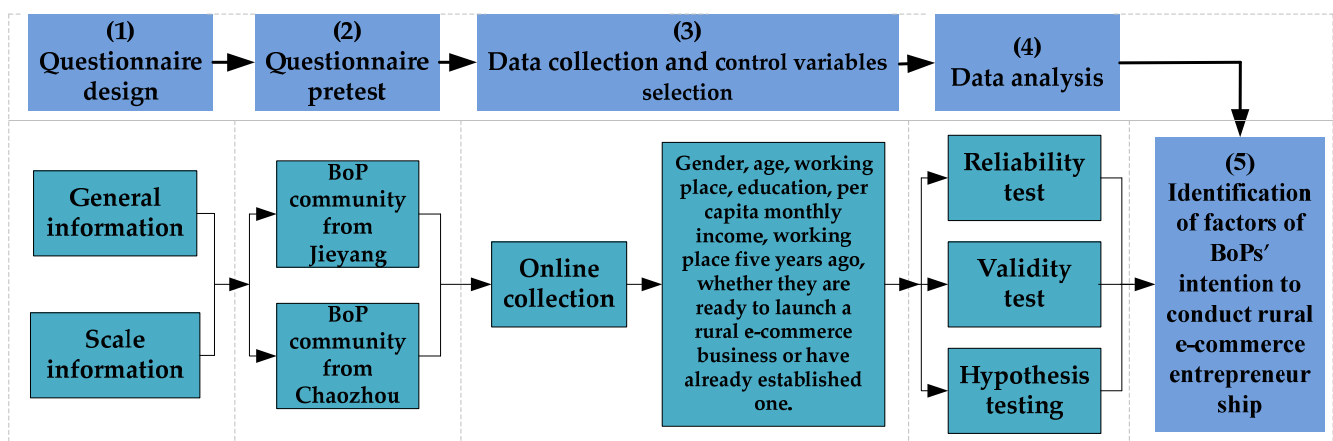 (1)
Questionnaire
design
(2)
Questionnaire
pretest
(3)
Data collection and control variables
selection
(4)
Data analysis
General
information
Scale
information
BoP
community
from
Jieyang
BoP
community
from
Chaozhou
Online
collection
Gender, age, working
place, education, per
capita monthly
income, working
place five years ago,
whether they are
ready to launch a
rural e-commerce
business or have
already established
one.
Reliability
test
Validity
test
Hypothesis
testing
(5)
Identification
of factors of
BoPs′
intention to
conduct rural
e-commerce
entrepreneur
ship